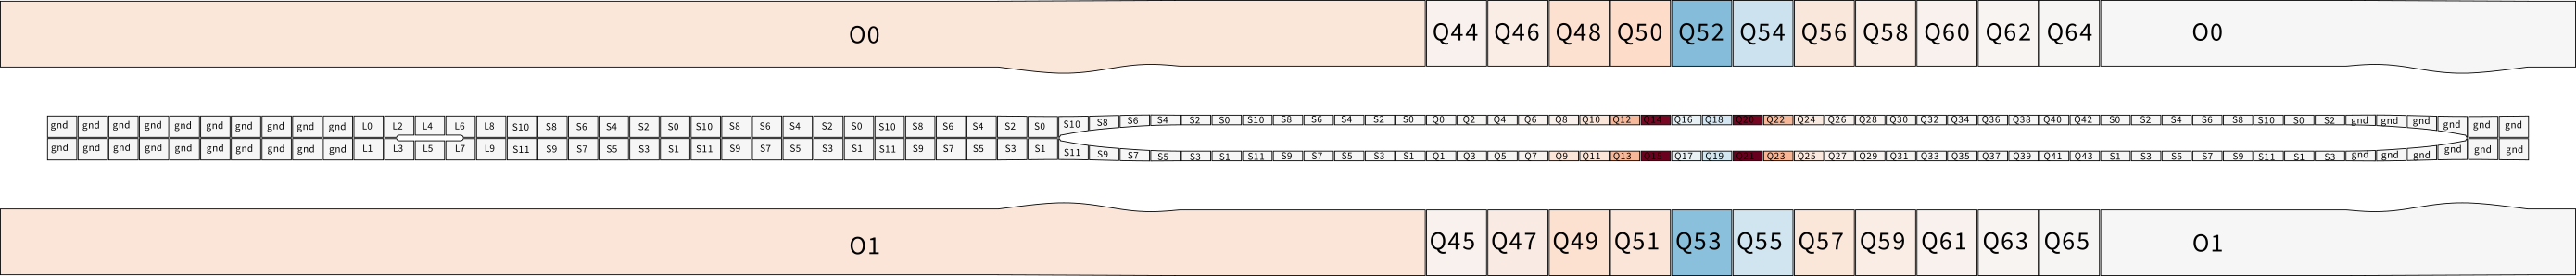 O0 Q44 Q46 Q48 Q50 Q52 Q54 Q56 Q58 Q60 Q62 Q64 O0
gnd gnd gnd gnd gnd gnd gnd gnd gnd gnd L0 L2 L4 L6 L8 S10 S8 S6 S4 S2 S0 S10 S8 S6 S4 S2 S0 S10 S8 S6 S4 S2 S0 S10 S8 S6 S4 S2 S0 S10 S8 S6 S4 S2 S0 Q0 Q2 Q4 Q6 Q8 Q10 Q12 Q14 Q16 Q18 Q20 Q22 Q24 Q26 Q28 Q30 Q32 Q34 Q36 Q38 Q40 Q42 S0 S2 S4 S6 S8 S10 S0 S2 gnd gnd gnd gnd gnd gnd
gnd gnd gnd gnd gnd gnd gnd gnd gnd gnd L1 L3 L5 L7 L9 S11 S9 S7 S5 S3 S1 S11 S9 S7 S5 S3 S1 S11 S9 S7 S5 S3 S1 S11 S9 S7 S5 S3 S1 S11 S9 S7 S5 S3 S1 Q1 Q3 Q5 Q7 Q9 Q11 Q13 Q15 Q17 Q19 Q21 Q23 Q25 Q27 Q29 Q31 Q33 Q35 Q37 Q39 Q41 Q43 S1 S3 S5 S7 S9 S11 S1 S3 gnd gnd gnd gnd gnd gnd
O1 Q45 Q47 Q49 Q51 Q53 Q55 Q57 Q59 Q61 Q63 Q65 O1